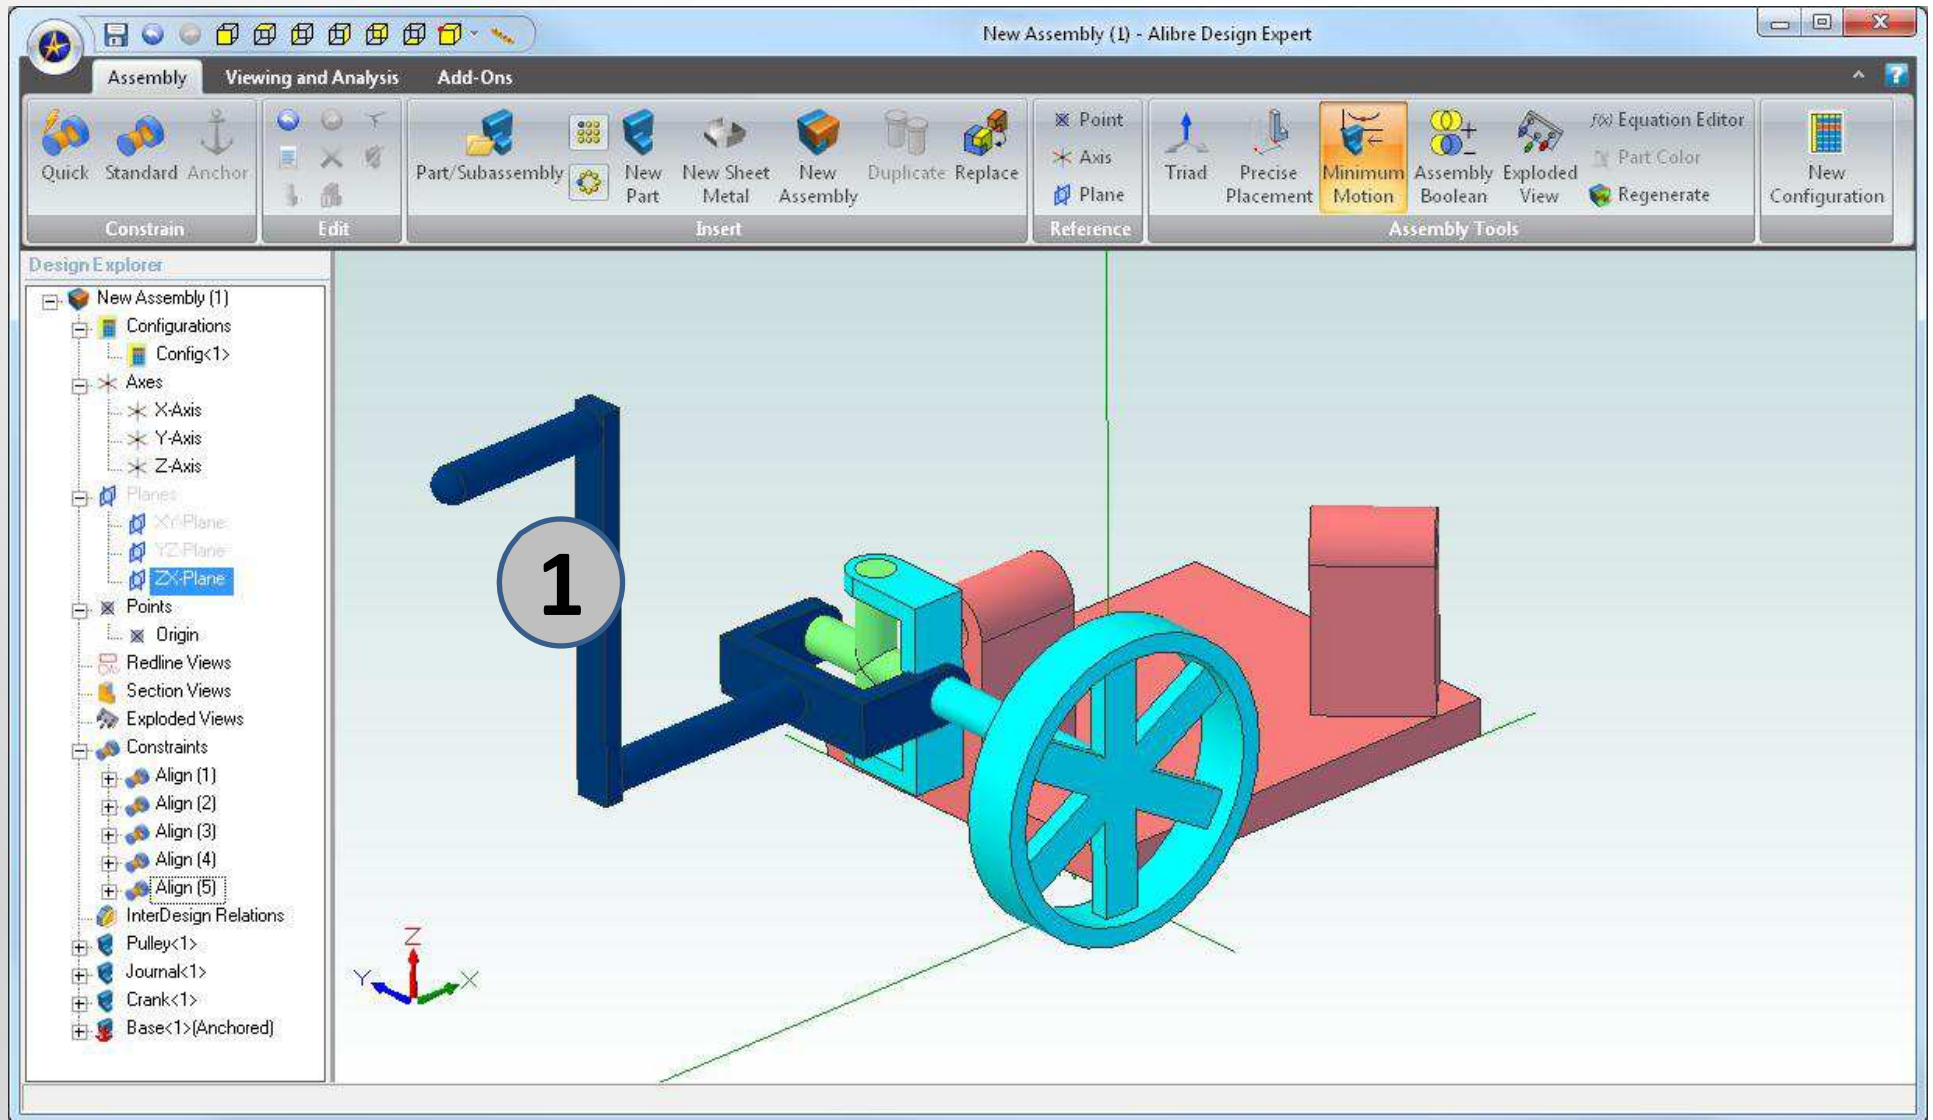 New Assembly (1) - Alibre Design Expert
Assembly Viewing and Analysis Add-Ons
Quick Standard Anchor
Constrain
Edit
Part/Subassembly
New Part
New Sheet Metal
New Assembly
Duplicate
Replace
Insert
Point
Axis
Plane
Reference
Triad
Precise Placement
Minimum Motion
Assembly Boolean
Exploded View
f(x) Equation Editor
Part Color
Regenerate
Assembly Tools
New Configuration
Design Explorer
New Assembly (1)
Configurations
Config<1>
Axes
X-Axis
Y-Axis
Z-Axis
Planes
XY-Plane
YZ-Plane
ZX-Plane
Points
Origin
Redline Views
Section Views
Exploded Views
Constraints
Align (1)
Align (2)
Align (3)
Align (4)
Align (5)
InterDesign Relations
Pulley<1>
Journal<1>
Crank<1>
Base<1>(Anchored)
1
Z
Y
X